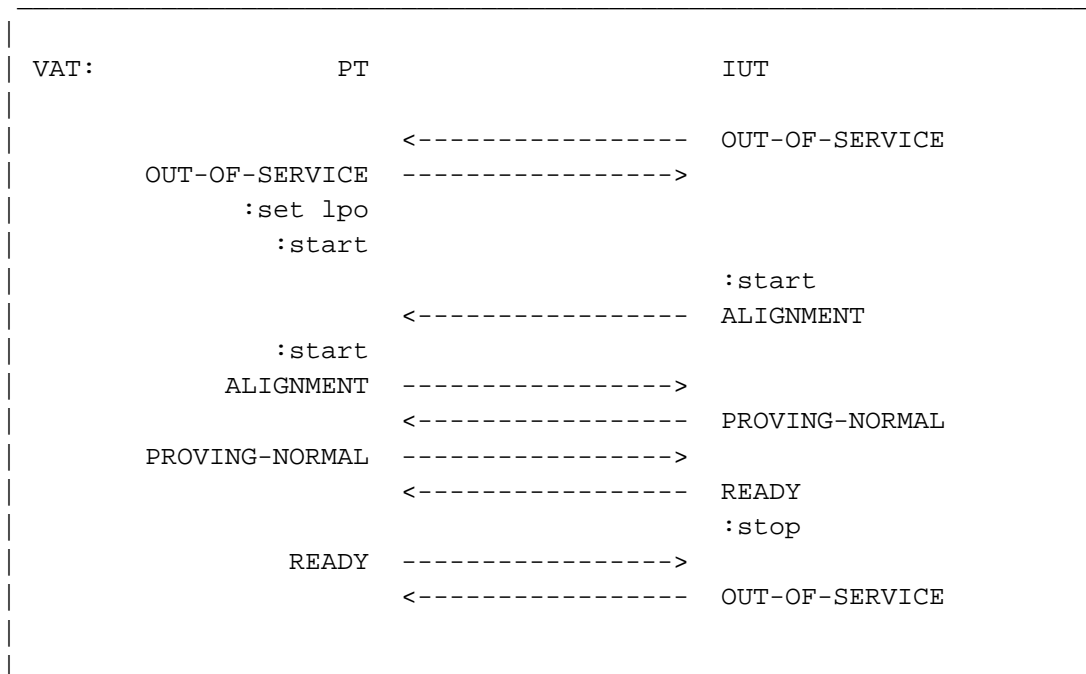 VAT: PT IUT
<----------------- OUT-OF-SERVICE
OUT-OF-SERVICE ----------------->
:set lpo
:start
:start
<----------------- ALIGNMENT
:start
ALIGNMENT ----------------->
<----------------- PROVING-NORMAL
PROVING-NORMAL ----------------->
<----------------- READY
:stop
READY ----------------->
<----------------- OUT-OF-SERVICE